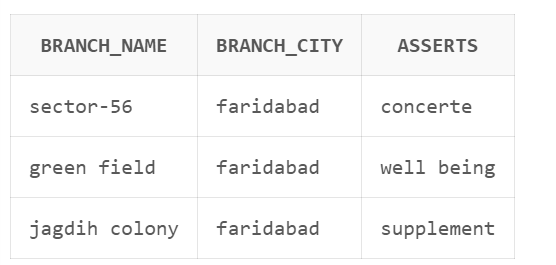 BRANCH_NAME BRANCH_CITY ASSERTS
sector-56 faridabad concerte
green field faridabad well being
jagdih colony faridabad supplement